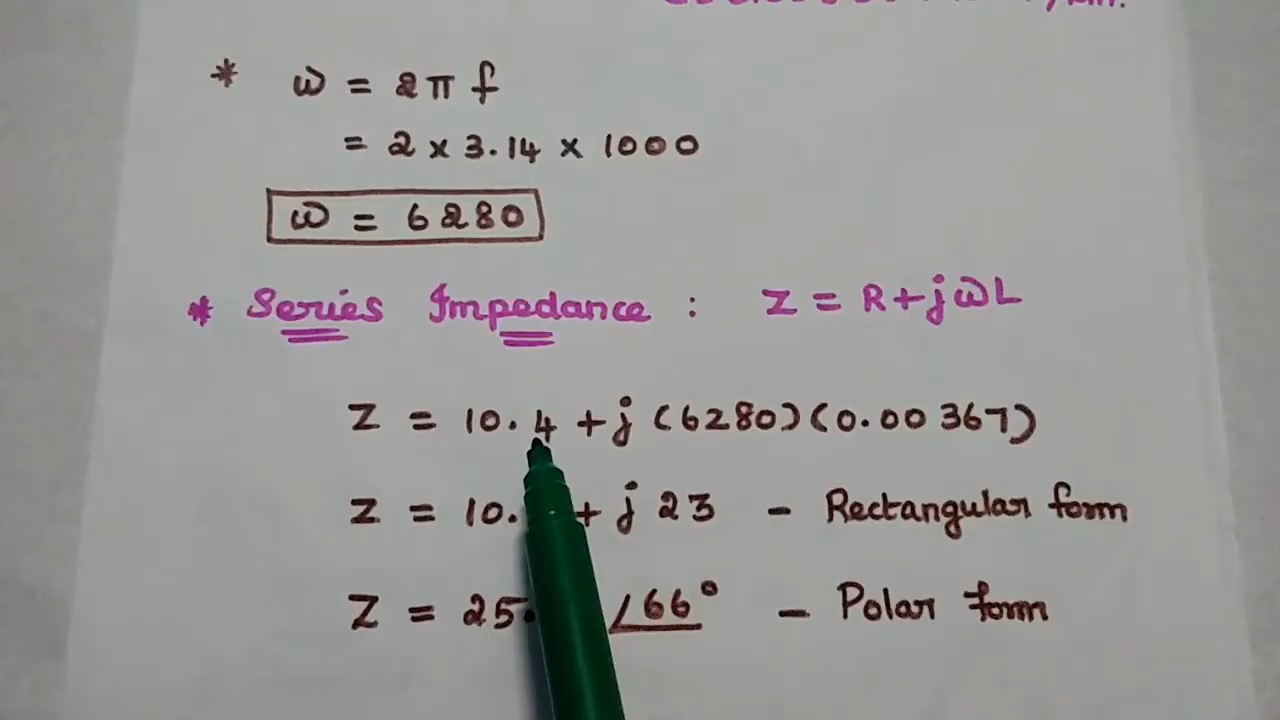 * ω = 2πf
= 2 x 3.14 x 1000
ω = 6280
* Series Impedance : Z = R + jωL
Z = 10.4 + j (6280)(0.00367)
Z = 10. + j 23 - Rectangular form
Z = 25. ∠66° - Polar form